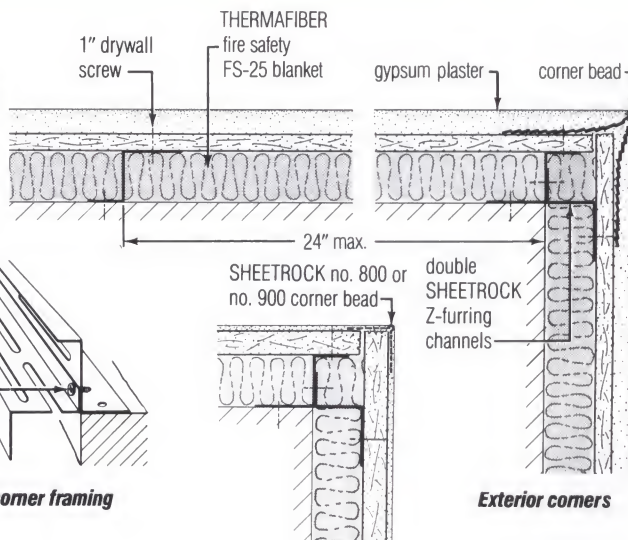 THERMAFIBER
fire safety
FS-25 blanket
1" drywall
screw
gypsum plaster
corner bead
24" max.
SHEETROCK no. 800 or
no. 900 corner bead
double
SHEETROCK
Z-furring
channels
orner framing
Exterior corners